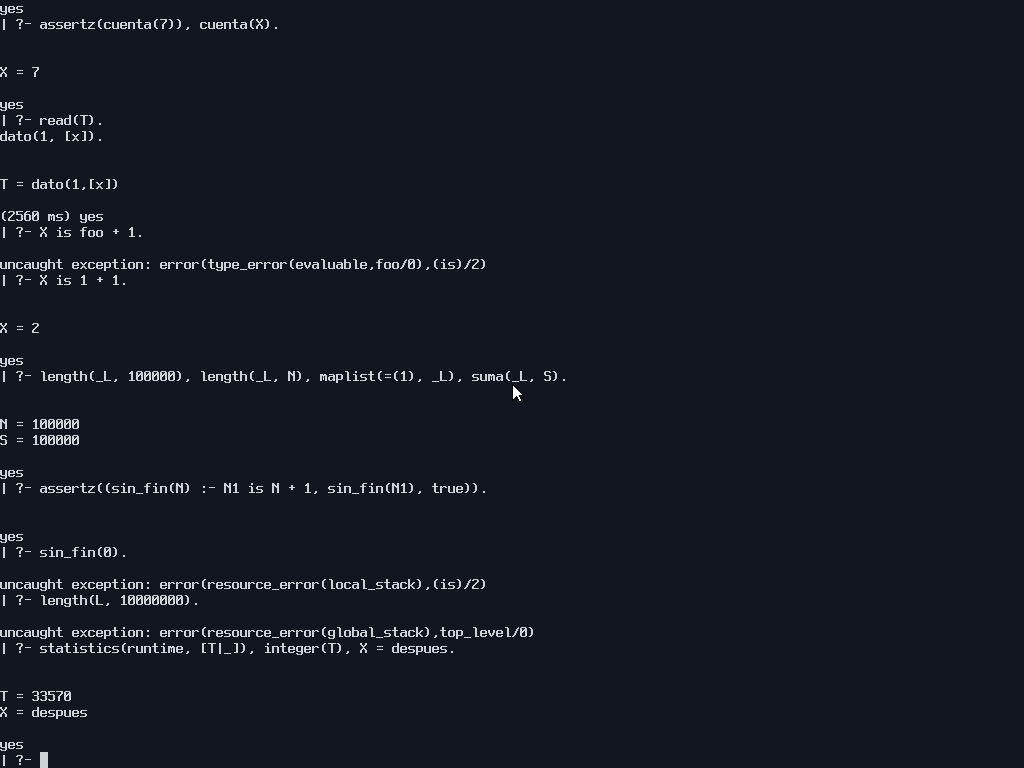 yes
| ?- assertz(cuenta(7)), cuenta(X).
X = 7
yes
| ?- read(T).
dato(1, [x]).
T = dato(1,[x])
(2560 ms) yes
| ?- X is foo + 1.
uncaught exception: error(type_error(evaluable,foo/0),(is)/2)
| ?- X is 1 + 1.
X = 2
yes
| ?- length(_L, 100000), length(_L, N), maplist(=(1), _L), suma(_L, S).
N = 100000
S = 100000
yes
| ?- assertz((sin_fin(N) :- N1 is N + 1, sin_fin(N1), true)).
yes
| ?- sin_fin(0).
uncaught exception: error(resource_error(local_stack),(is)/2)
| ?- length(L, 10000000).
uncaught exception: error(resource_error(global_stack),top_level/0)
| ?- statistics(runtime, [T|_]), integer(T), X = despues.
T = 33570
X = despues
yes
| ?-